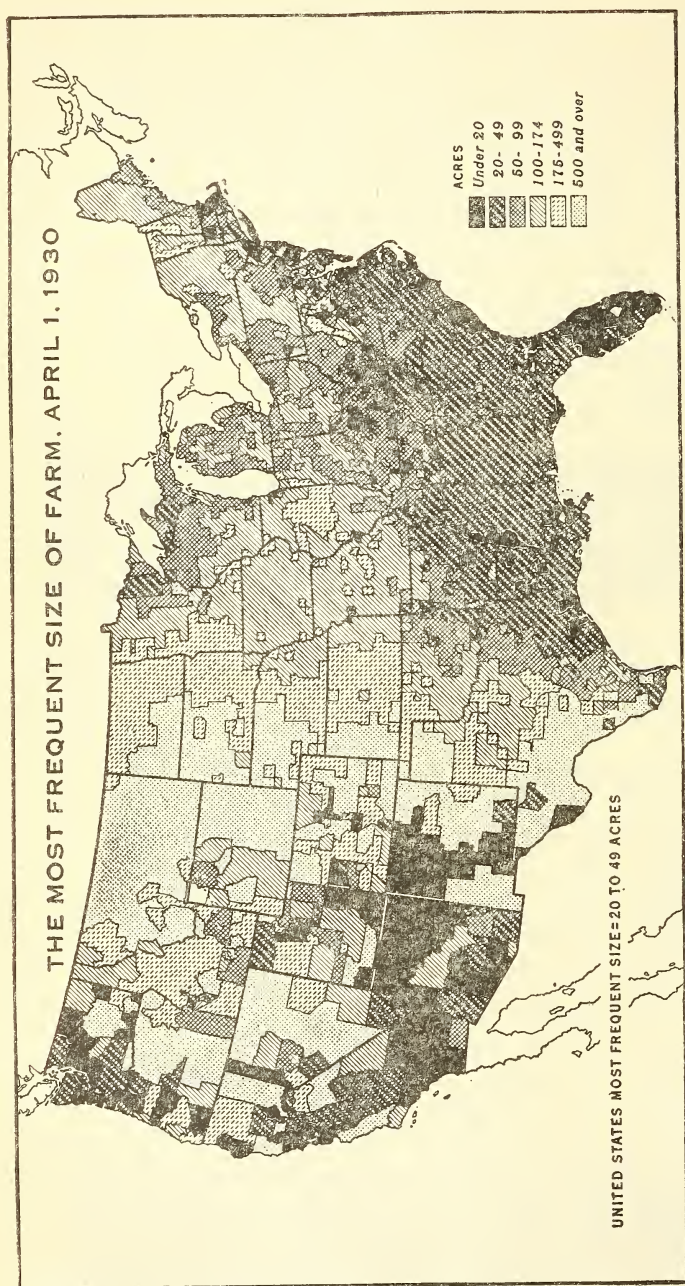 THE MOST FREQUENT SIZE OF FARM, APRIL 1, 1930
ACRES
Under 20
20- 49
50- 99
100-174
175-499
500 and over
UNITED STATES MOST FREQUENT SIZE=20 TO 49 ACRES